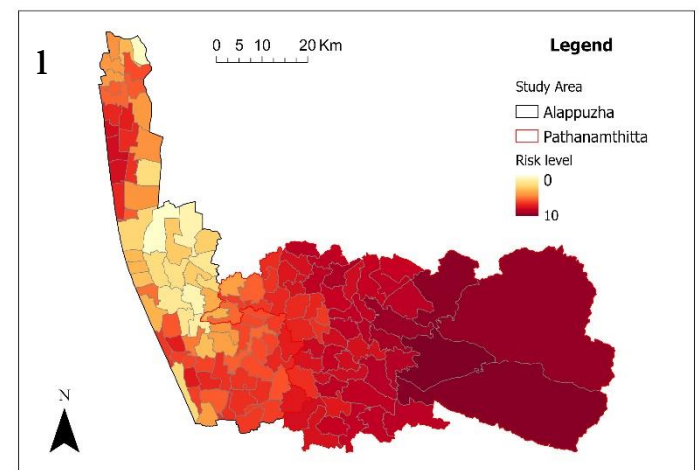 1
0 5 10 20 Km
Legend
Study Area
Alappuzha
Pathanamthitta
Risk level
0
10
N